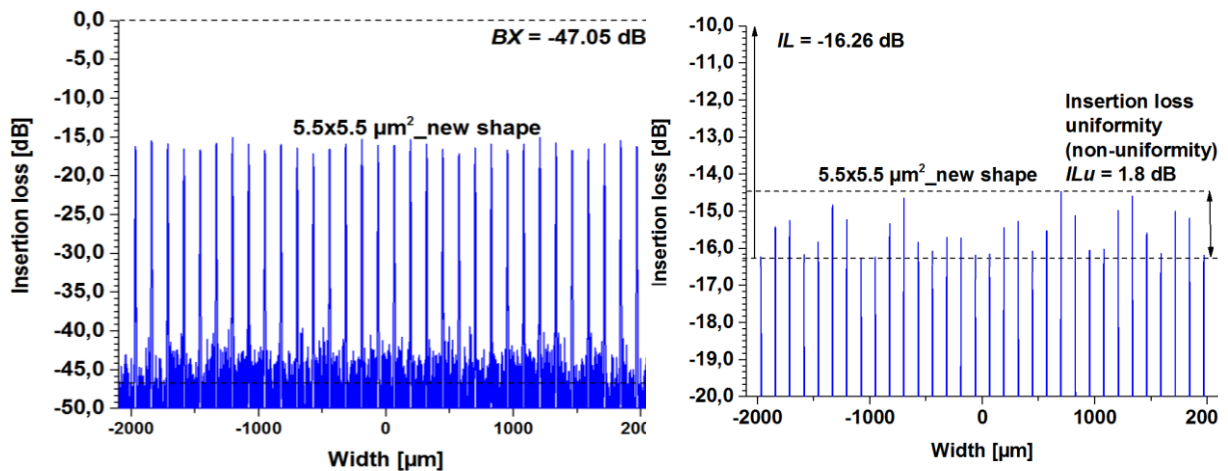 0,0
-5,0
-10,0
-15,0
-20,0
-25,0
-30,0
-35,0
-40,0
-45,0
-50,0
Insertion loss [dB]
BX = -47.05 dB
5.5x5.5 µm²_new shape
-2000 -1000 0 1000 200
Width [µm]
-10,0
-11,0
-12,0
-13,0
-14,0
-15,0
-16,0
-17,0
-18,0
-19,0
-20,0
Insertion loss [dB]
IL = -16.26 dB
Insertion loss
uniformity
(non-uniformity)
ILu = 1.8 dB
5.5x5.5 µm²_new shape
-2000 -1000 0 1000 2000
Width [µm]